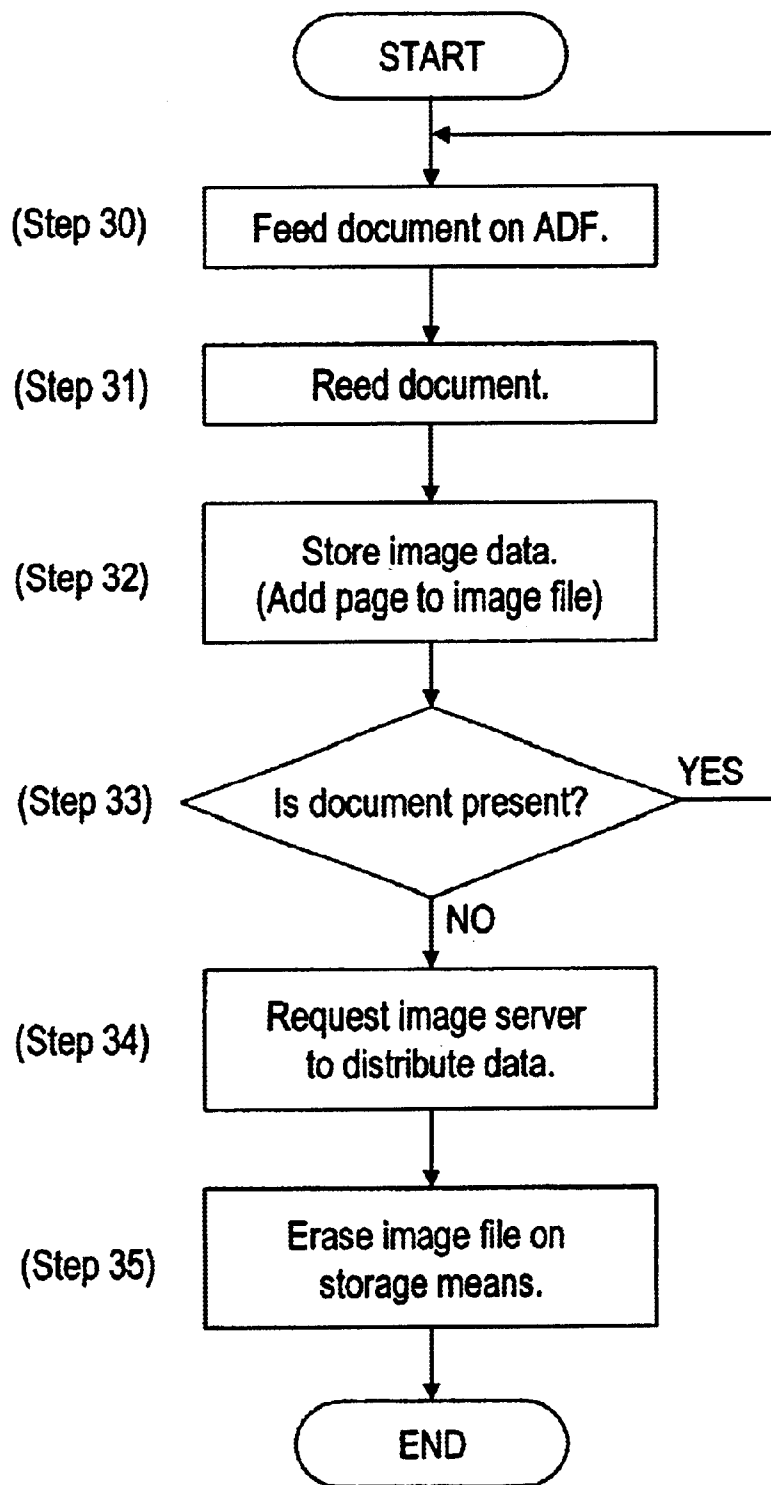 START
(Step 30)
Feed document on ADF.
(Step 31)
Reed document.
(Step 32)
Store image data.
(Add page to image file)
(Step 33)
Is document present?
YES
NO
(Step 34)
Request image server
to distribute data.
(Step 35)
Erase image file on
storage means.
END